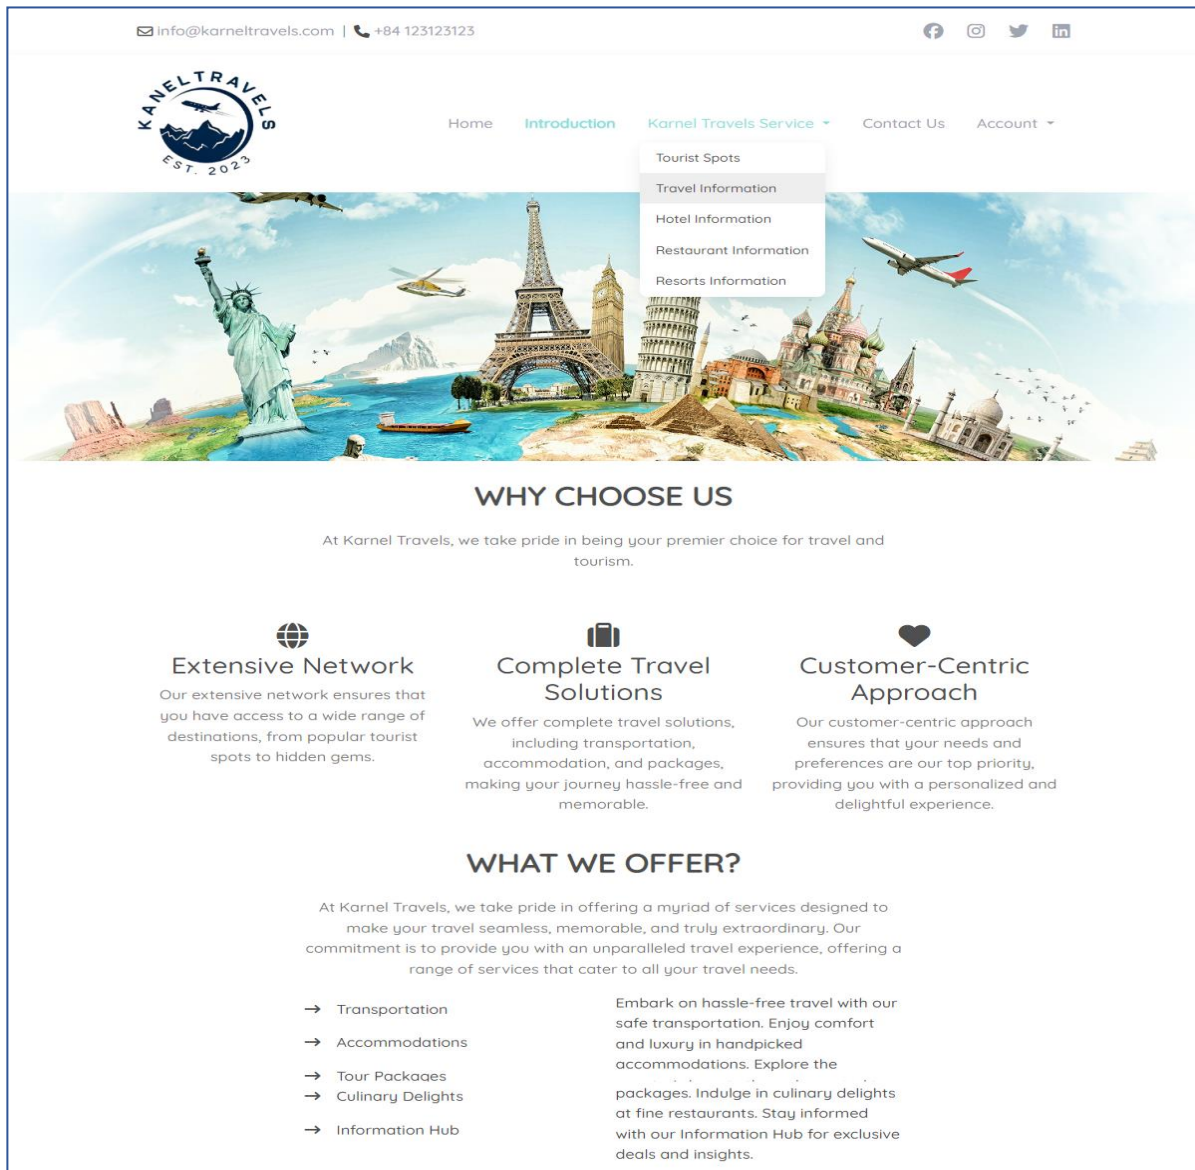 info@karneltravels.com | +84 123123123
KANELTRAVELS
EST. 2023
Home Introduction Karnel Travels Service Contact Us Account
Tourist Spots
Travel Information
Hotel Information
Restaurant Information
Resorts Information
WHY CHOOSE US
At Karnel Travels, we take pride in being your premier choice for travel and
tourism.
Extensive Network
Our extensive network ensures that
you have access to a wide range of
destinations, from popular tourist
spots to hidden gems.
Complete Travel
Solutions
We offer complete travel solutions,
including transportation,
accommodation, and packages,
making your journey hassle-free and
memorable.
Customer-Centric
Approach
Our customer-centric approach
ensures that your needs and
preferences are our top priority,
providing you with a personalized and
delightful experience.
WHAT WE OFFER?
At Karnel Travels, we take pride in offering a myriad of services designed to
make your travel seamless, memorable, and truly extraordinary. Our
commitment is to provide you with an unparalleled travel experience, offering a
range of services that cater to all your travel needs.
→ Transportation
→ Accommodations
→ Tour Packages
→ Culinary Delights
→ Information Hub
Embark on hassle-free travel with our
safe transportation. Enjoy comfort
and luxury in handpicked
accommodations. Explore the
packages. Indulge in culinary delights
at fine restaurants. Stay informed
with our Information Hub for exclusive
deals and insights.